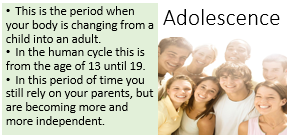 • This is the period when
your body is changing from a
child into an adult.
• In the human cycle this is
from the age of 13 until 19.
• In this period of time you
still rely on your parents, but
are becoming more and
more independent.
Adolescence